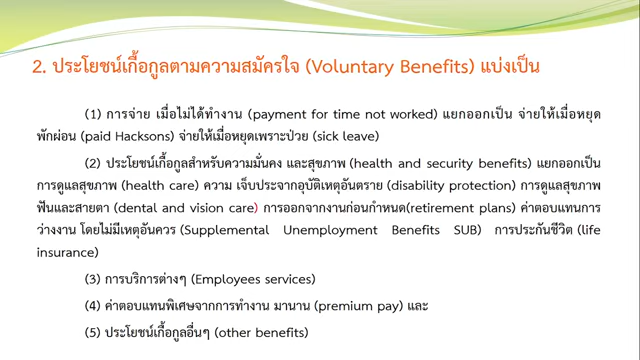 2. ประโยชน์เกื้อกูลตามความสมัครใจ (Voluntary Benefits) แบ่งเป็น
(1) การจ่าย เมื่อไม่ได้ทำงาน (payment for time not worked) แยกออกเป็น จ่ายให้เมื่อหยุด
พักผ่อน (paid Hacksons) จ่ายให้เมื่อหยุดเพราะป่วย (sick leave)
(2) ประโยชน์เกื้อกูลสำหรับความมั่นคง และสุขภาพ (health and security benefits) แยกออกเป็น
การดูแลสุขภาพ (health care) ความ เจ็บประจากอุบัติเหตุอันตราย (disability protection) การดูแลสุขภาพ
ฟันและสายตา (dental and vision care) การออกจากงานก่อนกำหนด(retirement plans) ค่าตอบแทนการ
ว่างงาน โดยไม่มีเหตุอันควร (Supplemental Unemployment Benefits SUB) การประกันชีวิต (life
insurance)
(3) การบริการต่างๆ (Employees services)
(4) ค่าตอบแทนพิเศษจากการทำงาน มานาน (premium pay) และ
(5) ประโยชน์เกื้อกูลอื่นๆ (other benefits)